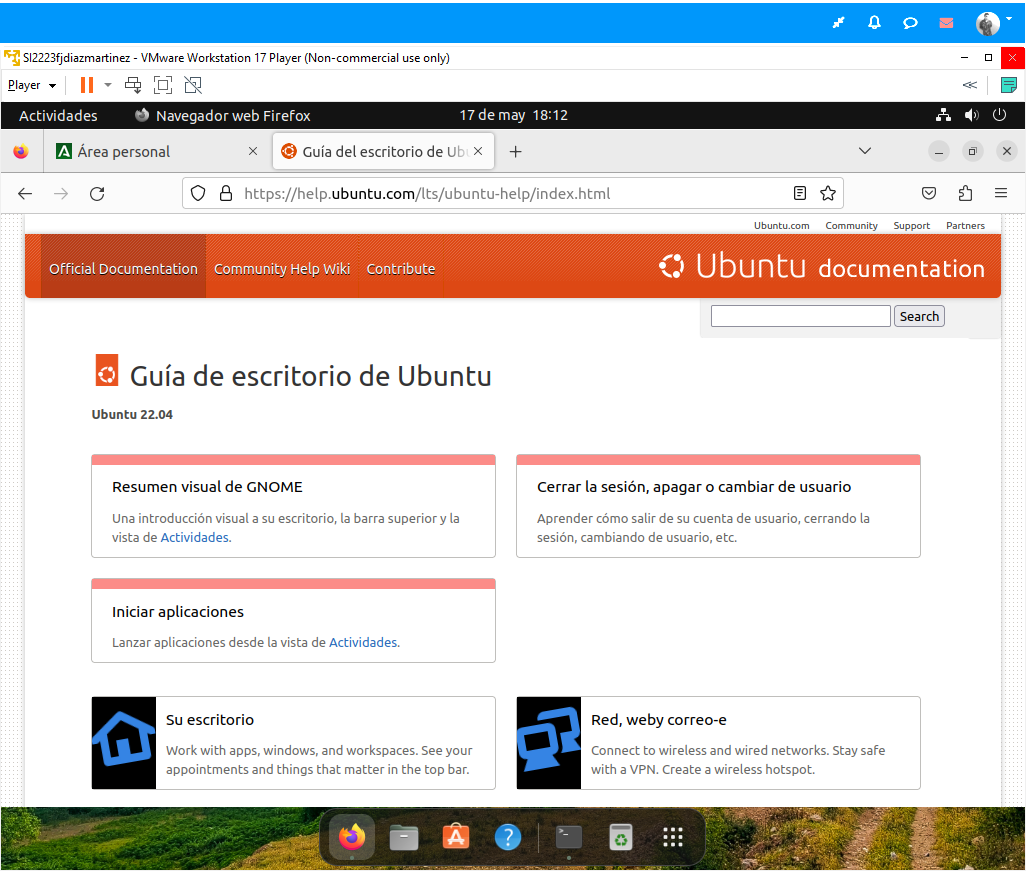 SI2223fjdiazmartinez - VMware Workstation 17 Player (Non-commercial use only)
Player
Actividades
Navegador web Firefox
17 de may 18:12
Área personal
Guía del escritorio de Ub
https://help.ubuntu.com/lts/ubuntu-help/index.html
Ubuntu.com Community Support Partners
Official Documentation Community Help Wiki Contribute
Ubuntu documentation
Search
Guía de escritorio de Ubuntu
Ubuntu 22.04
Resumen visual de GNOME
Una introducción visual a su escritorio, la barra superior y la
vista de Actividades.
Cerrar la sesión, apagar o cambiar de usuario
Aprender cómo salir de su cuenta de usuario, cerrando la
sesión, cambiando de usuario, etc.
Iniciar aplicaciones
Lanzar aplicaciones desde la vista de Actividades.
Su escritorio
Work with apps, windows, and workspaces. See your
appointments and things that matter in the top bar.
Red, weby correo-e
Connect to wireless and wired networks. Stay safe
with a VPN. Create a wireless hotspot.